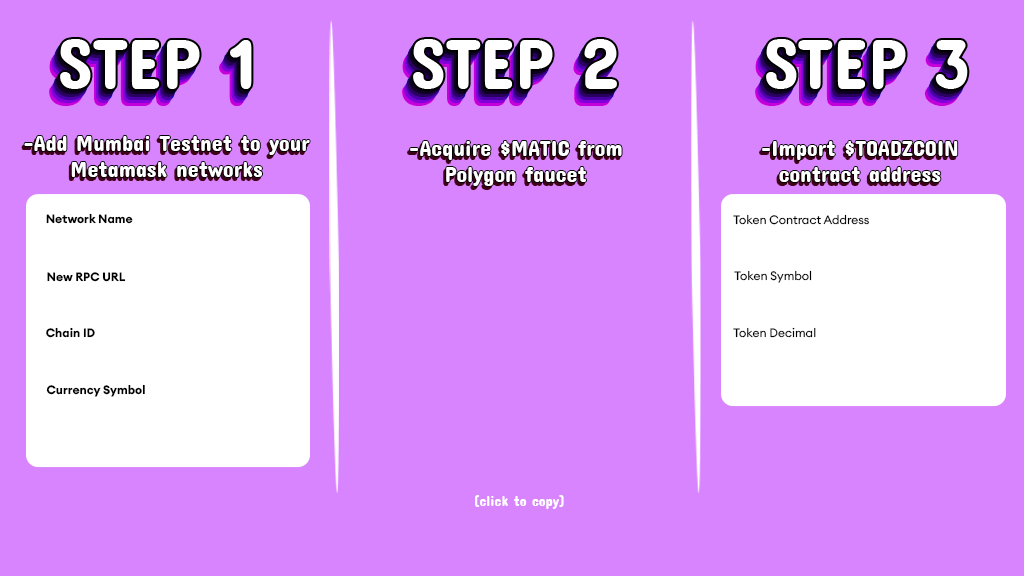 STEP 1
-Add Mumbai Testnet to your
Metamask networks
Network Name
New RPC URL
Chain ID
Currency Symbol
STEP 2
-Acquire $MATIC from
Polygon faucet
STEP 3
-Import $TOADZCOIN
contract address
Token Contract Address
Token Symbol
Token Decimal
(click to copy)